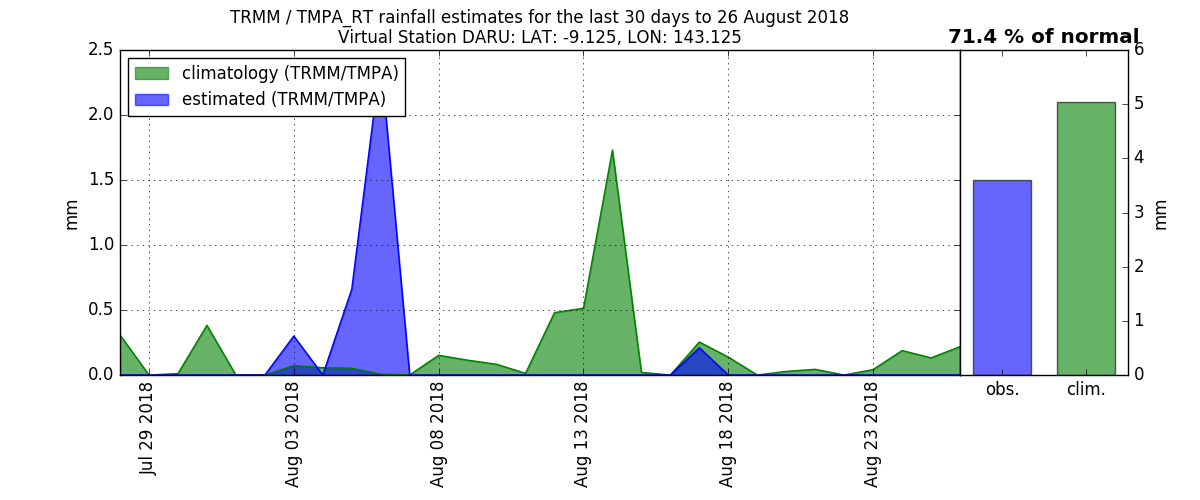 TRMM / TMPA_RT rainfall estimates for the last 30 days to 26 August 2018
Virtual Station DARU: LAT: -9.125, LON: 143.125
71.4 % of normal
climatology (TRMM/TMPA)
estimated (TRMM/TMPA)
2.5
2.0
1.5
1.0
0.5
0.0
mm
Jul 29 2018
Aug 03 2018
Aug 08 2018
Aug 13 2018
Aug 18 2018
Aug 23 2018
6
5
4
3
2
1
0
mm
obs.
clim.